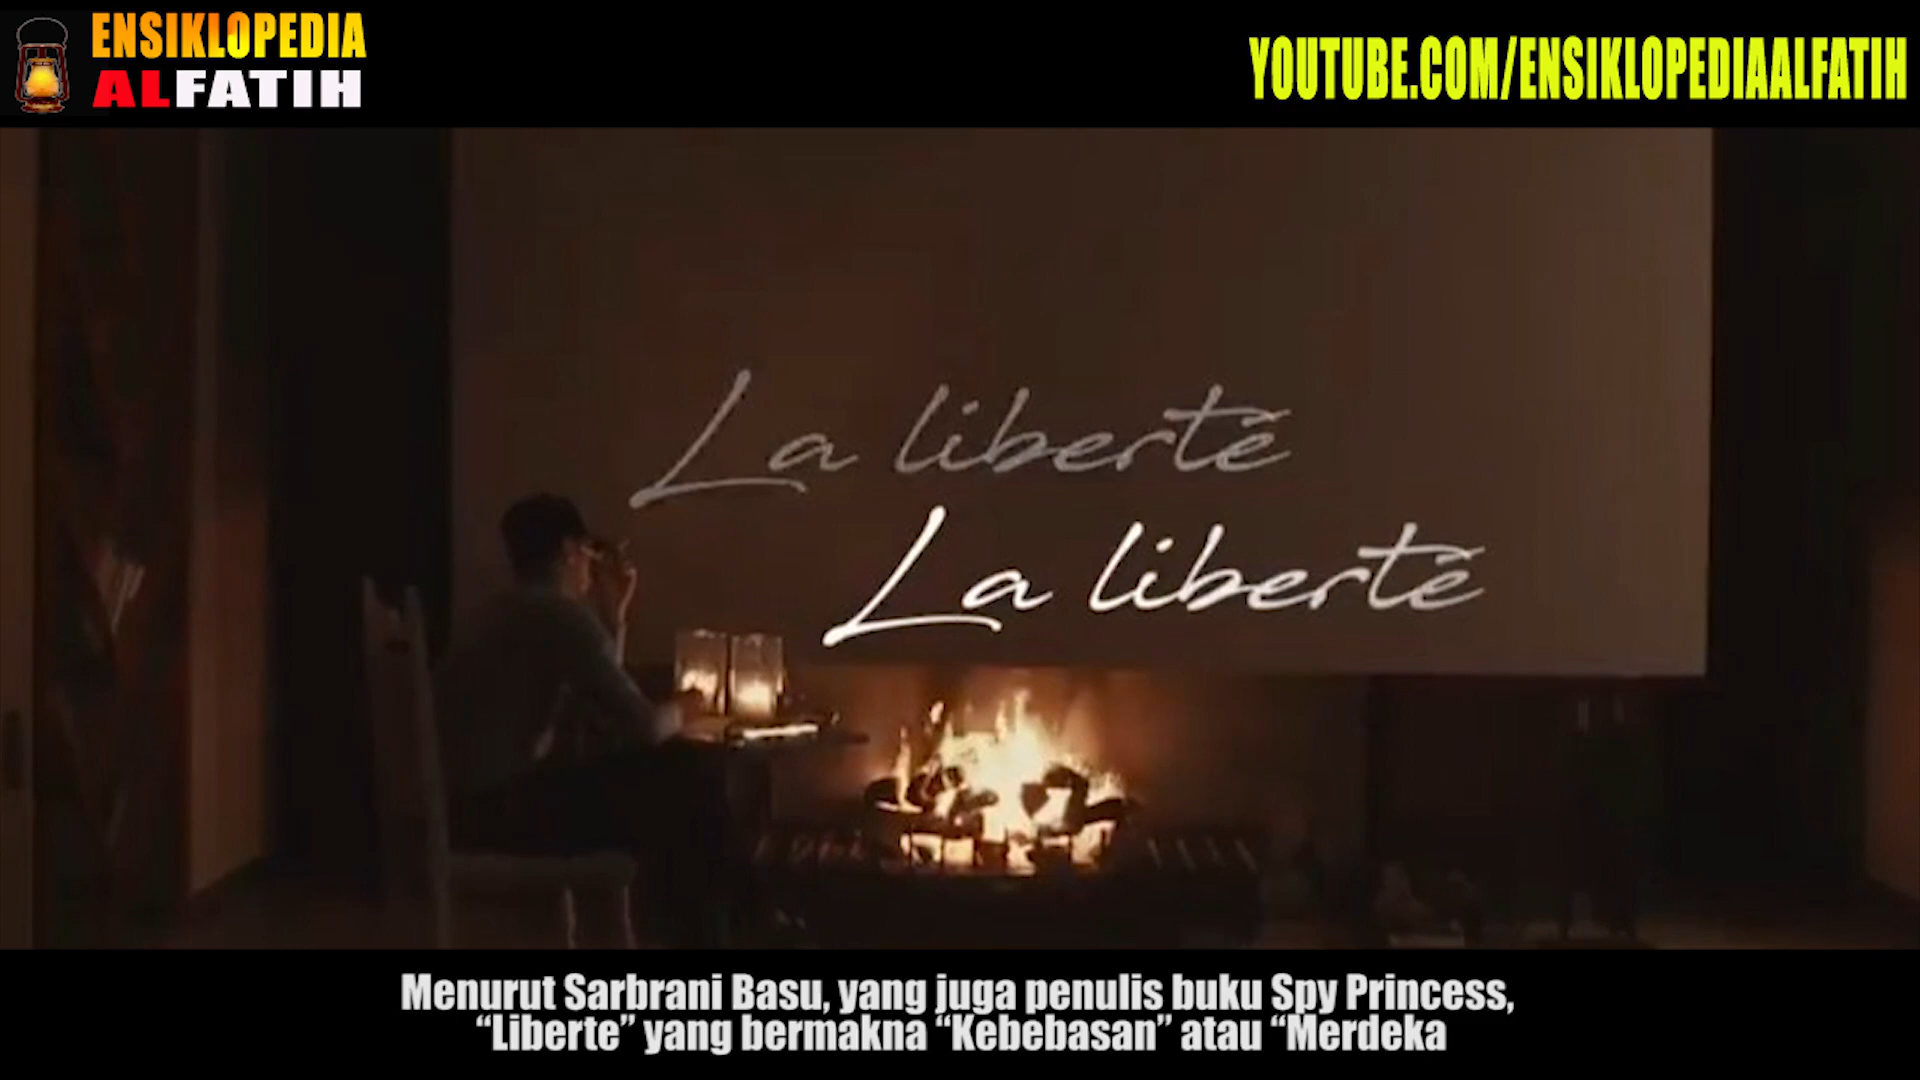 ENSIKLOPEDIA
ALFATIH
YOUTUBE.COM/ENSIKLOPEDIAALFATIH
La liberté
La liberté
Menurut Sarbrani Basu, yang juga penulis buku Spy Princess,
“Liberte” yang bermakna “Kebebasan” atau “Merdeka